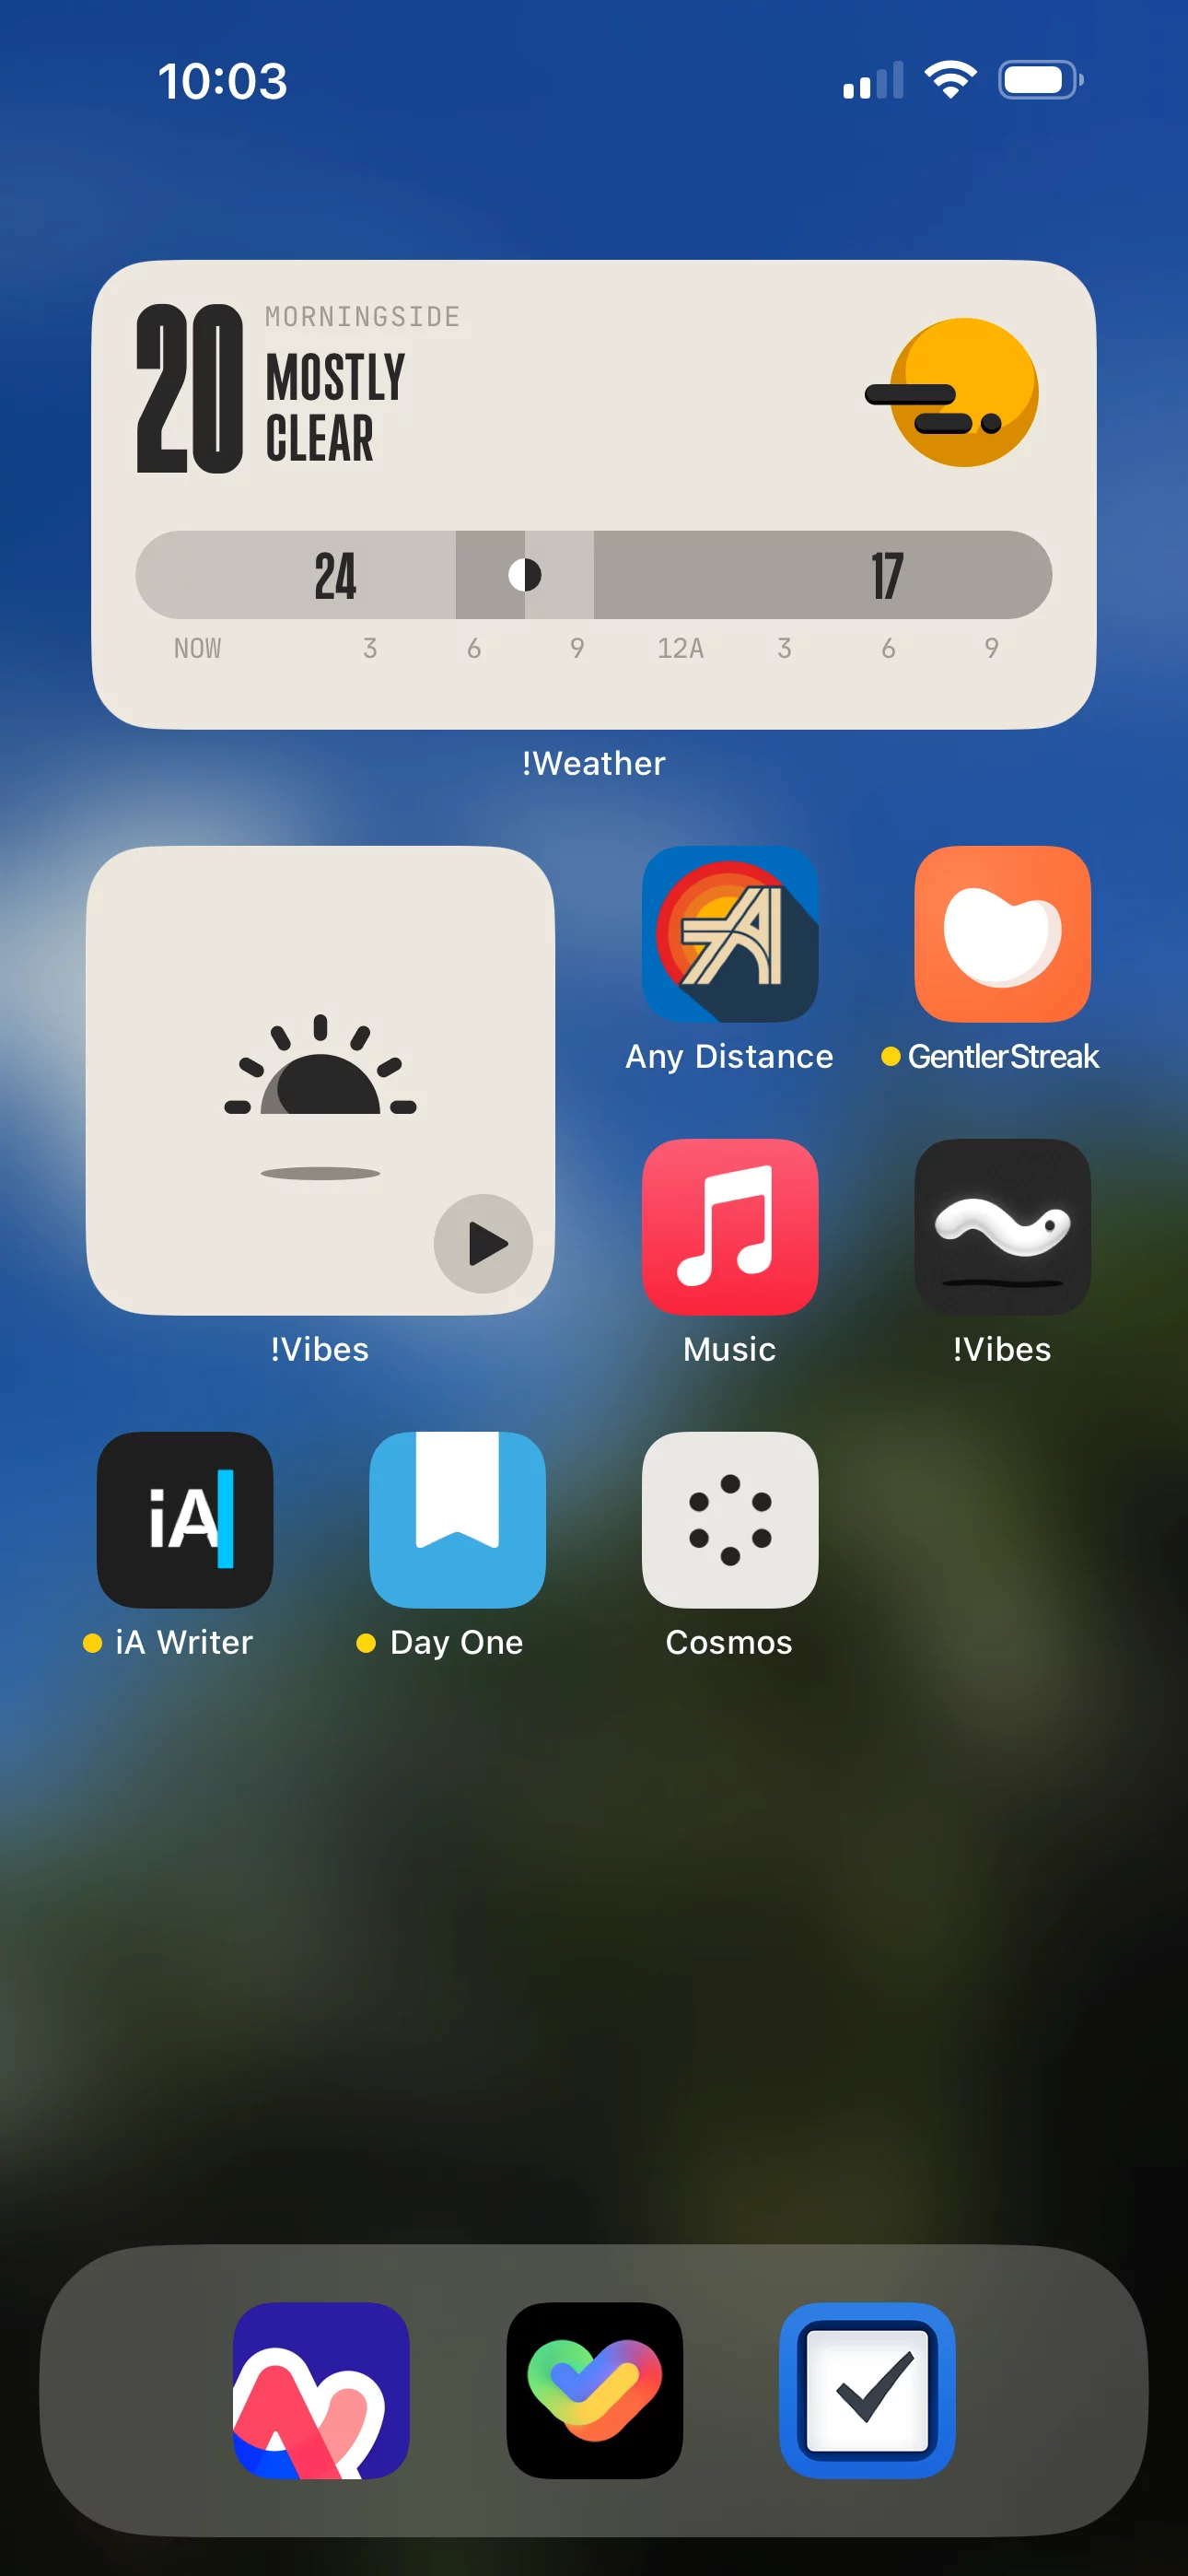 10:03
20
MORNINGSIDE
MOSTLY
CLEAR
24 17
NOW 3 6 9 12A 3 6 9
!Weather
Any Distance
GentlerStreak
!Vibes
Music
!Vibes
iA
iA Writer
Day One
Cosmos